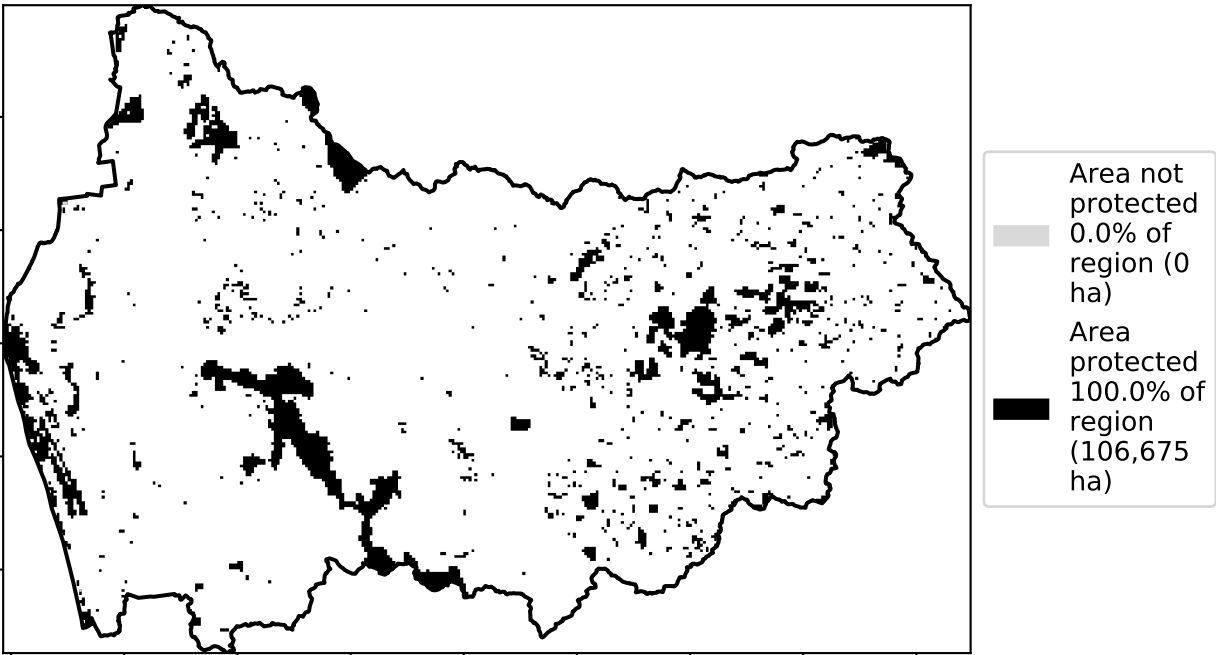 Area not
protected
0.0% of
region (0
ha)
Area
protected
100.0% of
region
(106,675
ha)